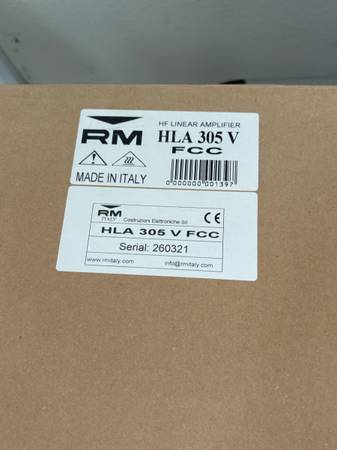 RM
HF LINEAR AMPLIFIER
HLA 305 V
FCC
MADE IN ITALY
0000000001397
RM
ITALY
Costruzioni Elettroniche Srl
CE
HLA 305 V FCC
Serial: 260321
www.rmitaly.com
info@rmitaly.com